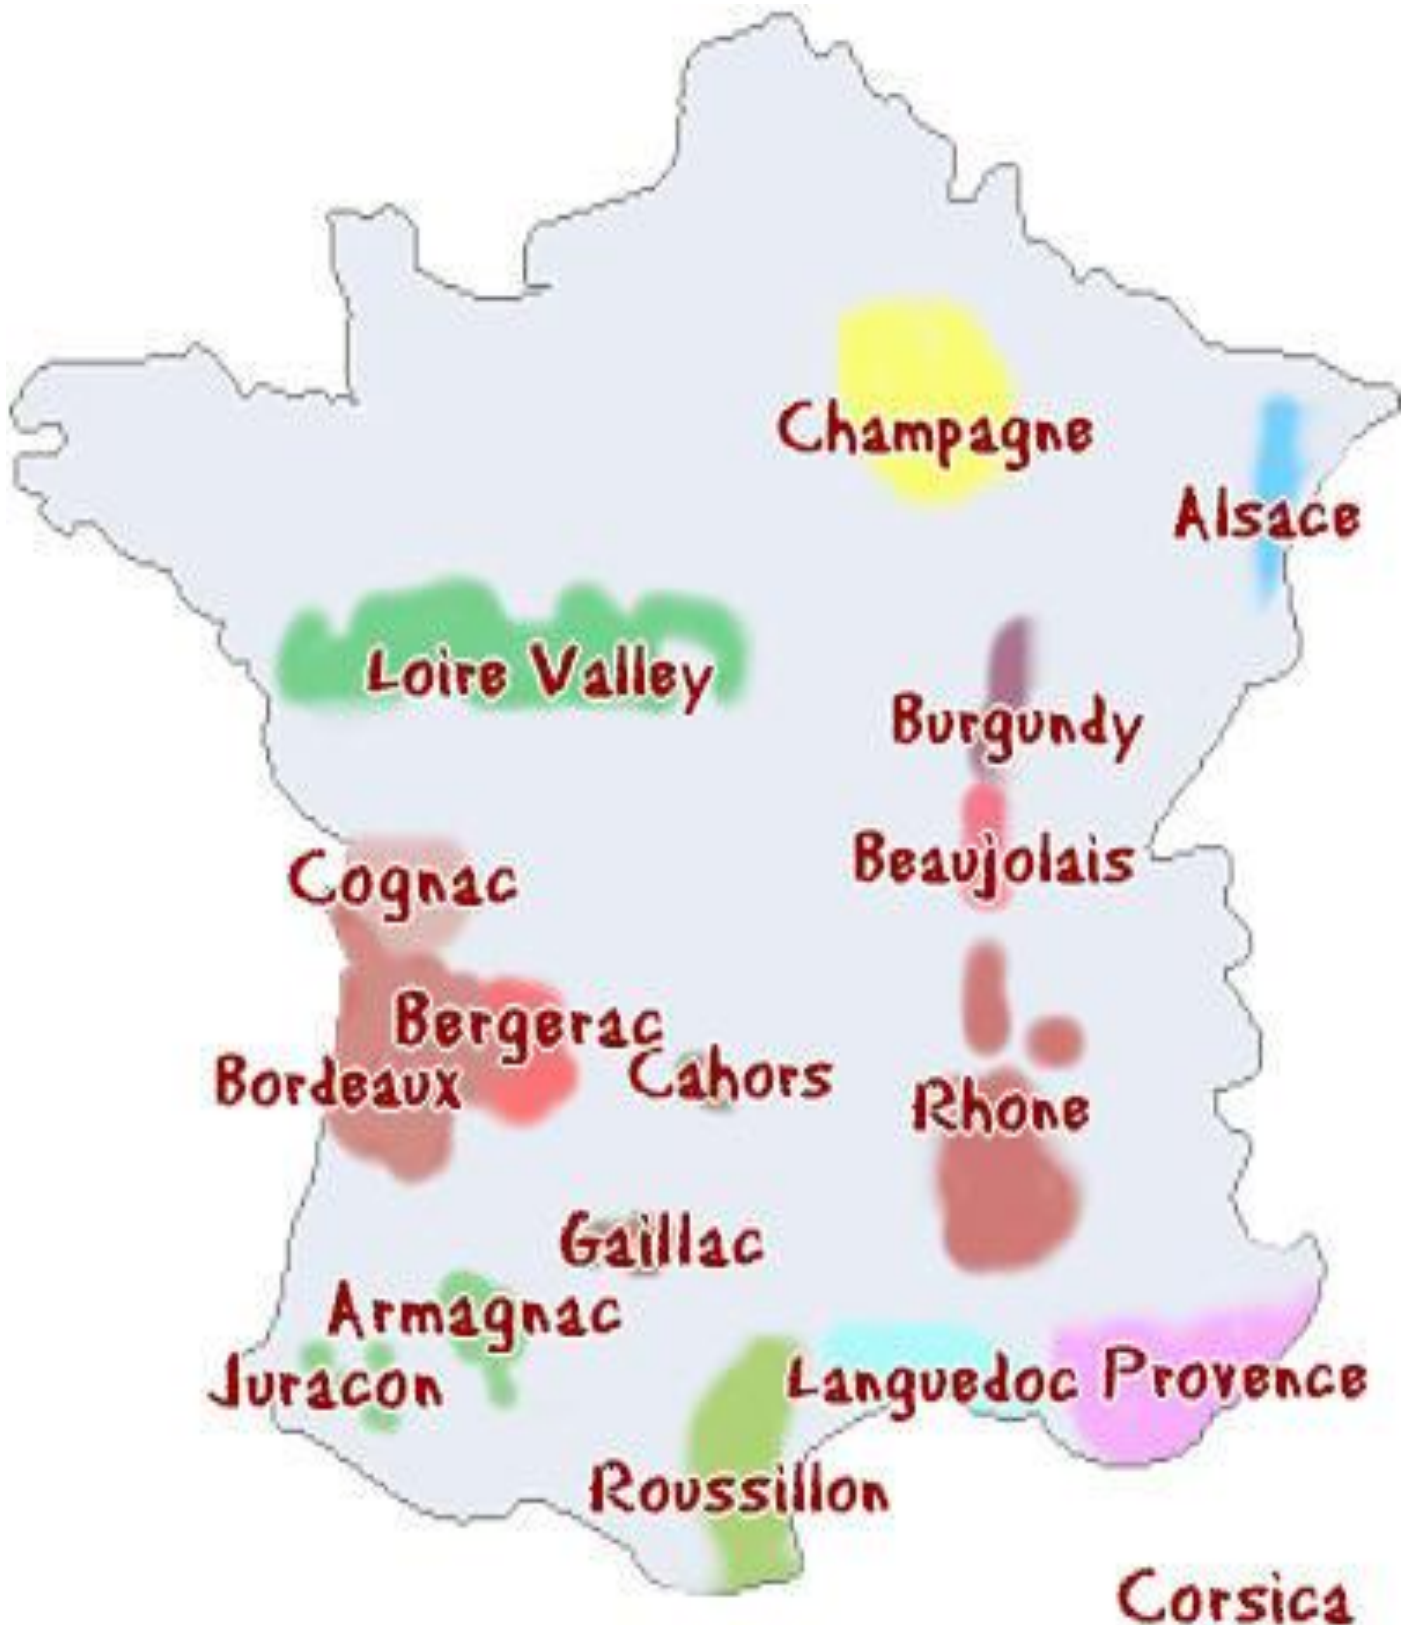 Champagne
Alsace
Loire Valley
Burgundy
Beaujolais
Cognac
Bergerac
Bordeaux
Cahors
Rhone
Gaillac
Armagnac
Juracon
Languedoc
Provence
Roussillon
Corsica